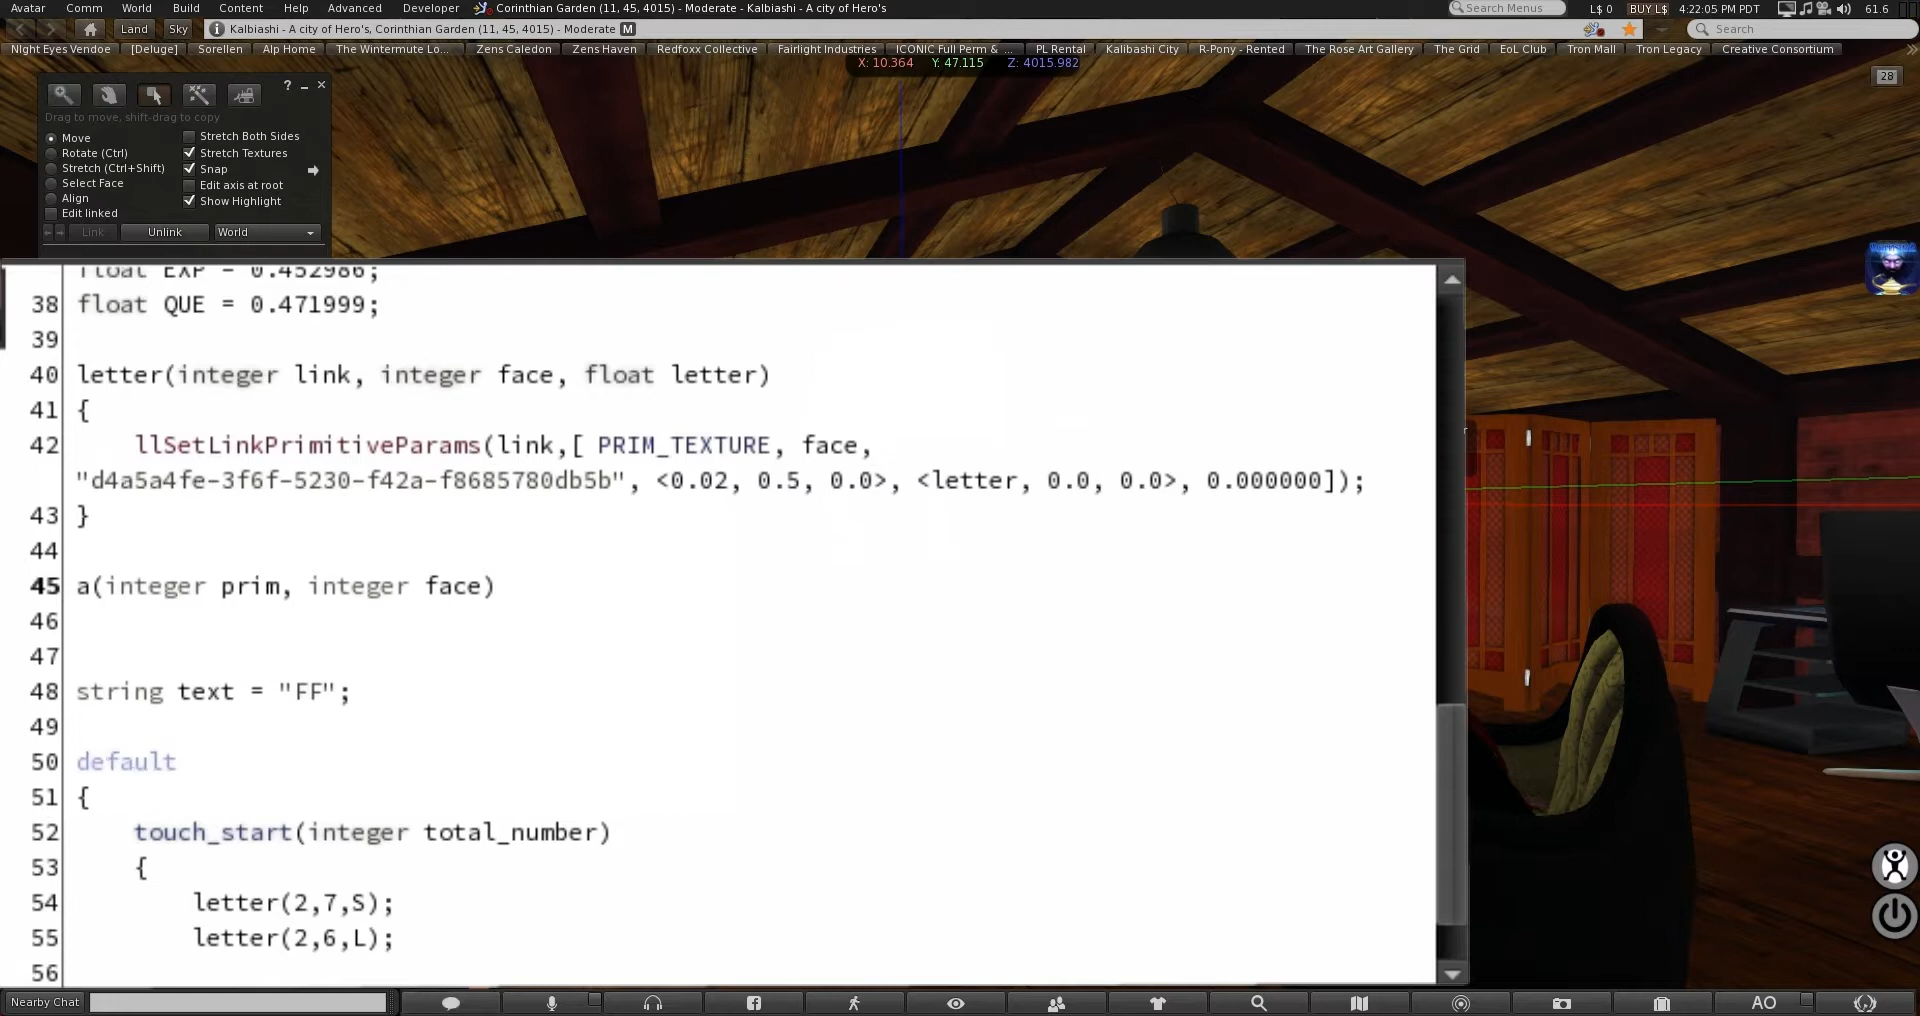 Avatar Comm World Build Content Help Advanced Developer Corinthian Garden (11, 45, 4015) - Moderate - Kalbiashi - A city of Hero's Search Menus L$ 0 BUY L$ 4:22:05 PM PDT 61.6
Land Sky Kalbiashi - A city of Hero's, Corinthian Garden (11, 45, 4015) - Moderate M Search
NIght Eyes Vendoe [Deluge] Sorellen Alp Home The Wintermute Lo... Zens Caledon Zens Haven Redfoxx Collective Fairlight Industries ICONIC Full Perm & ... PL Rental Kalibashi City R-Pony - Rented The Rose Art Gallery The Grid EoL Club Tron Mall Tron Legacy Creative Consortium
X: 10.364 Y: 47.115 Z: 4015.982
28
Drag to move, shift-drag to copy
Move
Rotate (Ctrl)
Stretch (Ctrl+Shift)
Select Face
Align
Edit linked
Stretch Both Sides
Stretch Textures
Snap
Edit axis at root
Show Highlight
Link Unlink World
float EXP = 0.452986;
38 float QUE = 0.471999;
39
40 letter(integer link, integer face, float letter)
41 {
42 llSetLinkPrimitiveParams(link,[ PRIM_TEXTURE, face,
"d4a5a4fe-3f6f-5230-f42a-f8685780db5b", <0.02, 0.5, 0.0>, <letter, 0.0, 0.0>, 0.000000]);
43 }
44
45 a(integer prim, integer face)
46
47
48 string text = "FF";
49
50 default
51 {
52 touch_start(integer total_number)
53 {
54 letter(2,7,S);
55 letter(2,6,L);
56
Nearby Chat AO